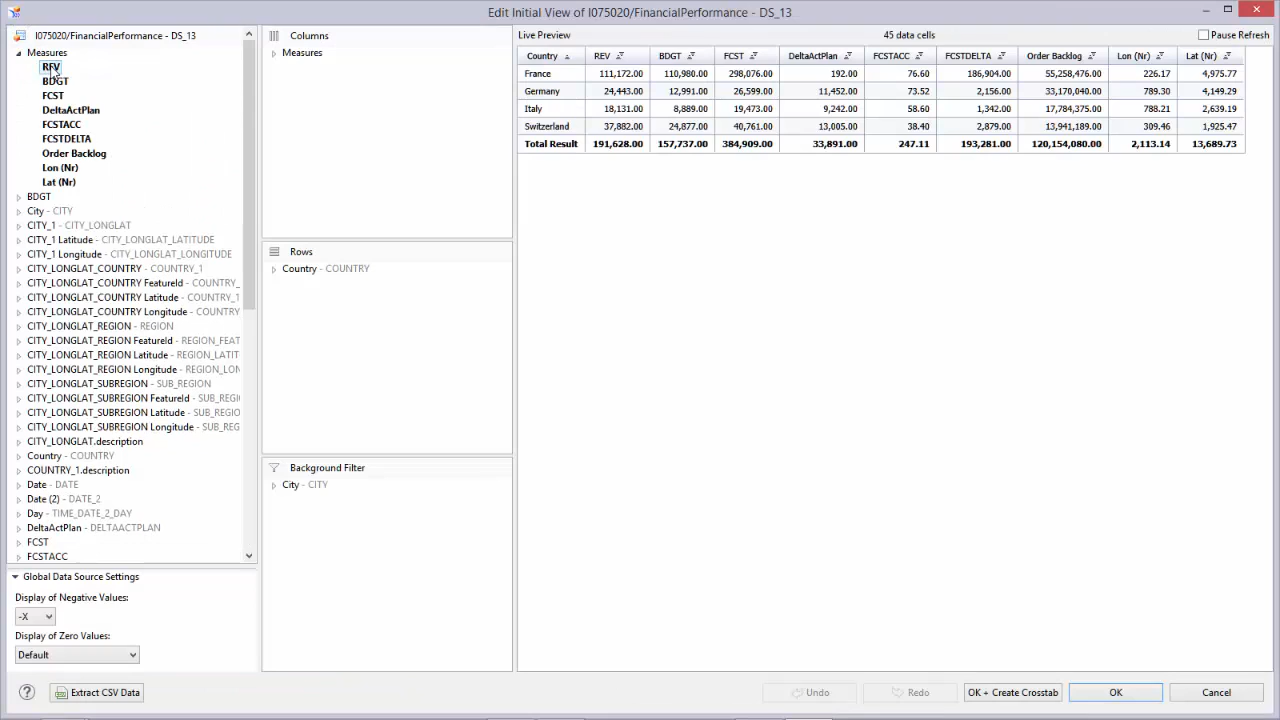 Edit Initial View of I075020/FinancialPerformance - DS_13
I075020/FinancialPerformance - DS_13
Measures
REV
BDGT
FCST
DeltaActPlan
FCSTACC
FCSTDELTA
Order Backlog
Lon (Nr)
Lat (Nr)
BDGT
City - CITY
CITY_1 - CITY_LONGLAT
CITY_1 Latitude - CITY_LONGLAT_LATITUDE
CITY_1 Longitude - CITY_LONGLAT_LONGITUDE
CITY_LONGLAT_COUNTRY - COUNTRY_1
CITY_LONGLAT_COUNTRY FeatureId - COUNTRY_
CITY_LONGLAT_COUNTRY Latitude - COUNTRY_1
CITY_LONGLAT_COUNTRY Longitude - COUNTRY
CITY_LONGLAT_REGION - REGION
CITY_LONGLAT_REGION FeatureId - REGION_FEAT
CITY_LONGLAT_REGION Latitude - REGION_LATIT
CITY_LONGLAT_REGION Longitude - REGION_LON
CITY_LONGLAT_SUBREGION - SUB_REGION
CITY_LONGLAT_SUBREGION FeatureId - SUB_REGI
CITY_LONGLAT_SUBREGION Latitude - SUB_REGIO
CITY_LONGLAT_SUBREGION Longitude - SUB_REG
CITY_LONGLAT.description
Country - COUNTRY
COUNTRY_1.description
Date - DATE
Date (2) - DATE_2
Day - TIME_DATE_2_DAY
DeltaActPlan - DELTAACTPLAN
FCST
FCSTACC
Global Data Source Settings
Display of Negative Values:
-X
Display of Zero Values:
Default
Columns
Measures
Rows
Country - COUNTRY
Background Filter
City - CITY
Live Preview 45 data cells Pause Refresh
Country REV BDGT FCST DeltaActPlan FCSTACC FCSTDELTA Order Backlog Lon (Nr) Lat (Nr)
France 111,172.00 110,980.00 298,076.00 192.00 76.60 186,904.00 55,258,476.00 226.17 4,975.77
Germany 24,443.00 12,991.00 26,599.00 11,452.00 73.52 2,156.00 33,170,040.00 789.30 4,149.29
Italy 18,131.00 8,889.00 19,473.00 9,242.00 58.60 1,342.00 17,784,375.00 788.21 2,639.19
Switzerland 37,882.00 24,877.00 40,761.00 13,005.00 38.40 2,879.00 13,941,189.00 309.46 1,925.47
Total Result 191,628.00 157,737.00 384,909.00 33,891.00 247.11 193,281.00 120,154,080.00 2,113.14 13,689.73
? Extract CSV Data Undo Redo OK + Create Crosstab OK Cancel